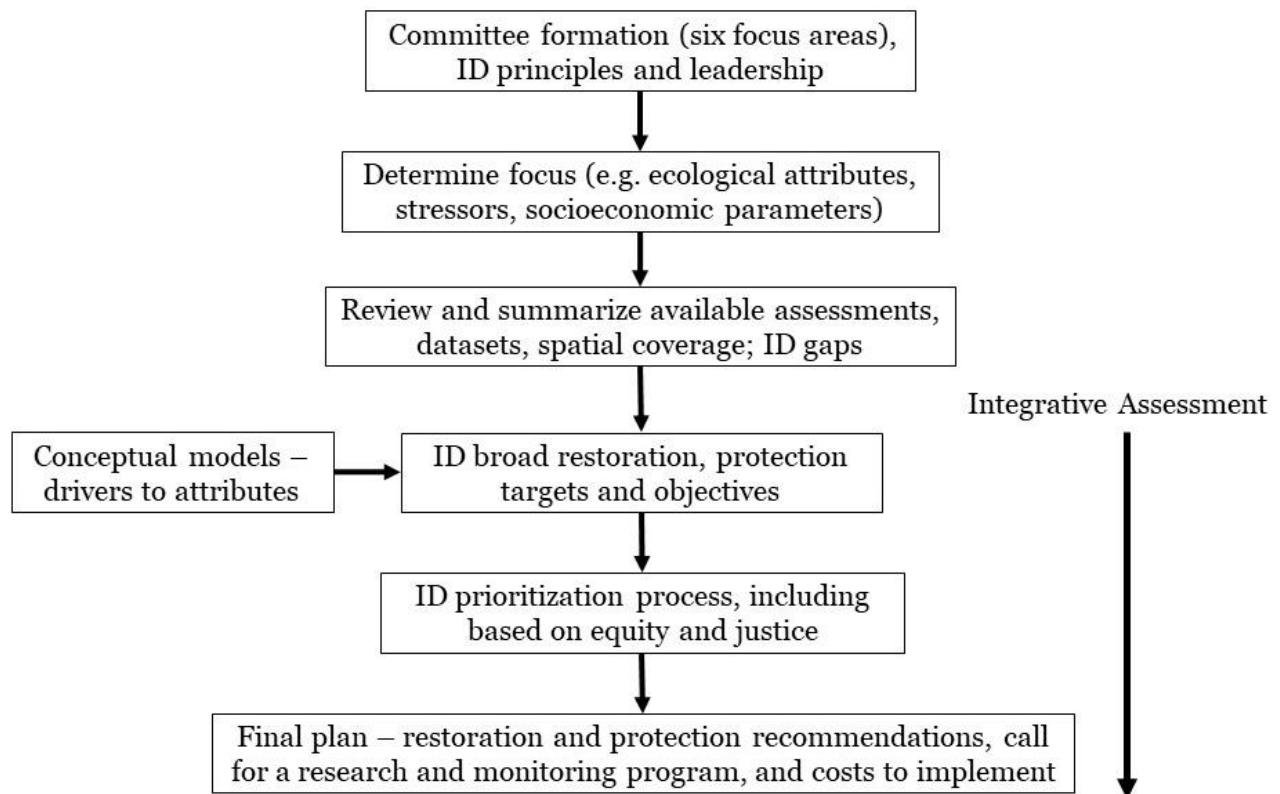 Committee formation (six focus areas),
ID principles and leadership
Determine focus (e.g. ecological attributes,
stressors, socioeconomic parameters)
Review and summarize available assessments,
datasets, spatial coverage; ID gaps
Integrative Assessment
Conceptual models –
drivers to attributes
ID broad restoration, protection
targets and objectives
ID prioritization process, including
based on equity and justice
Final plan – restoration and protection recommendations, call
for a research and monitoring program, and costs to implement